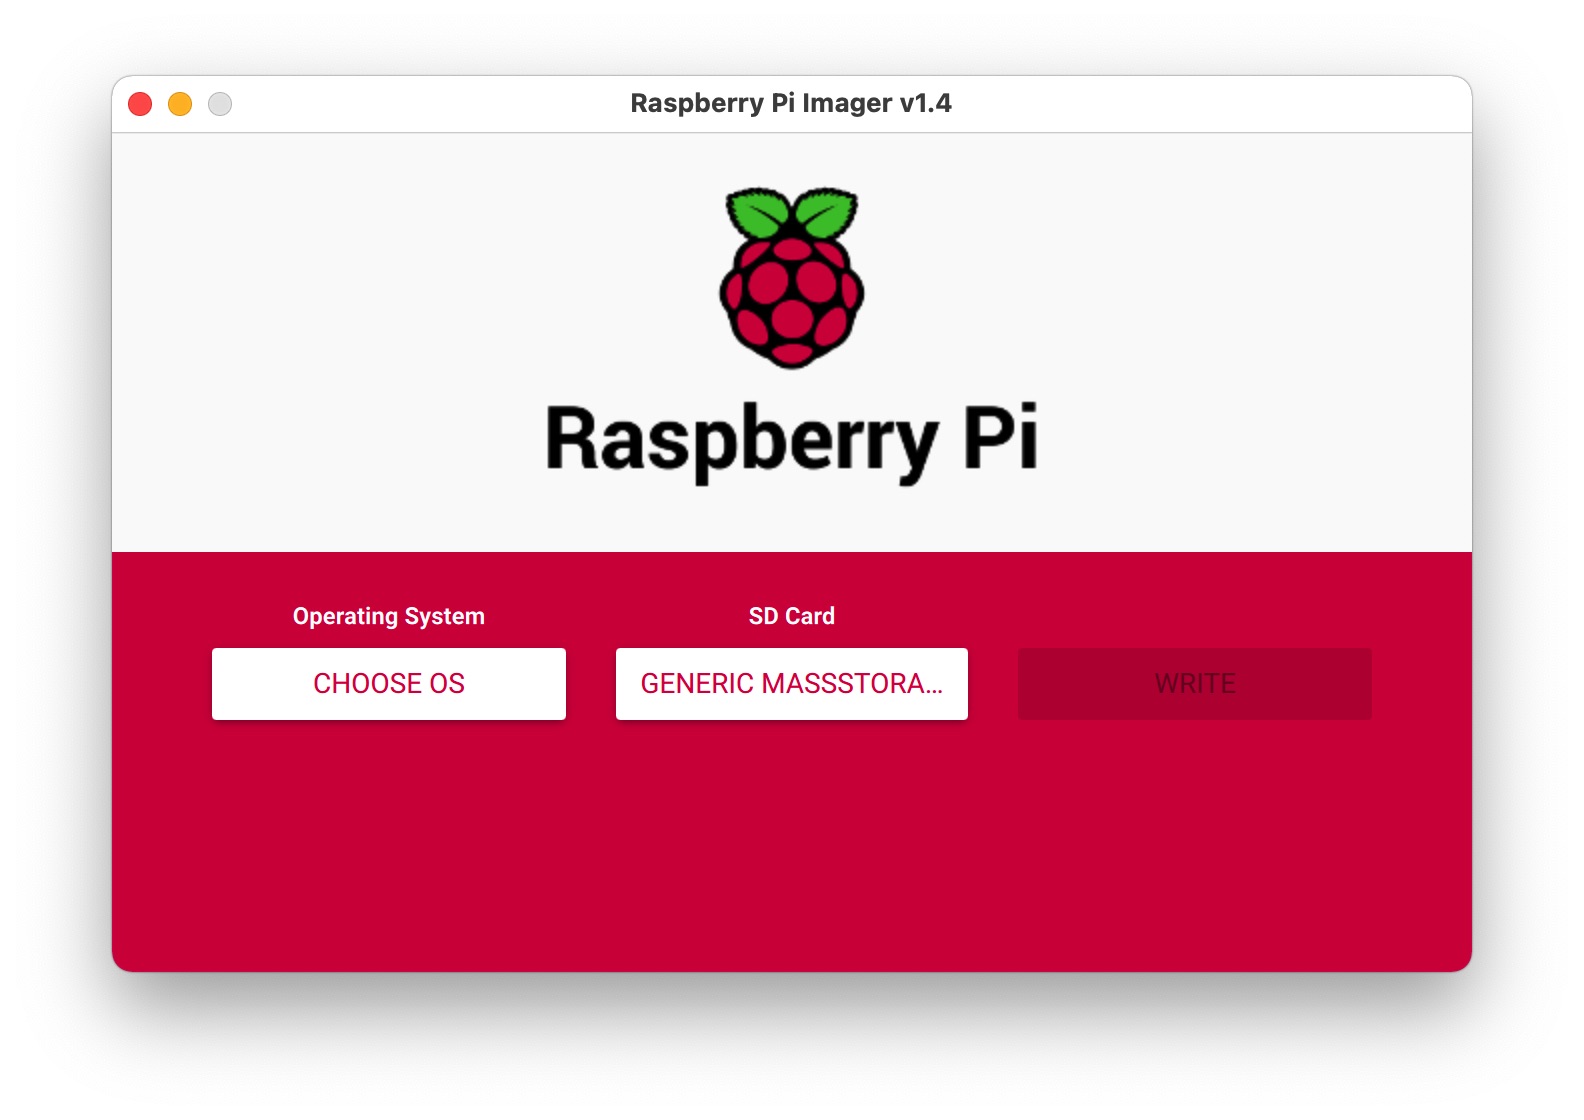 Raspberry Pi Imager v1.4
Raspberry Pi
Operating System
SD Card
CHOOSE OS
GENERIC MASSSTORA...
WRITE